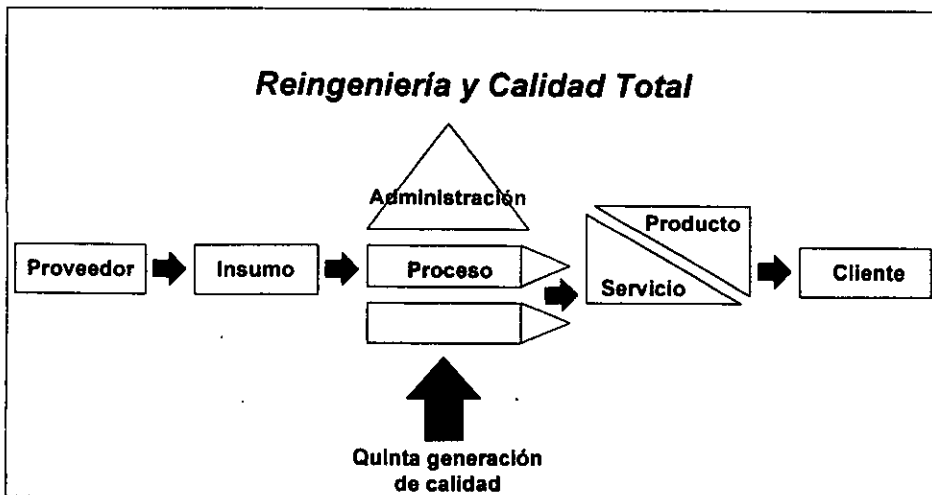 Reingeniería y Calidad Total
Administración
Proveedor
Insumo
Proceso
Producto
Servicio
Cliente
Quinta generación
de calidad